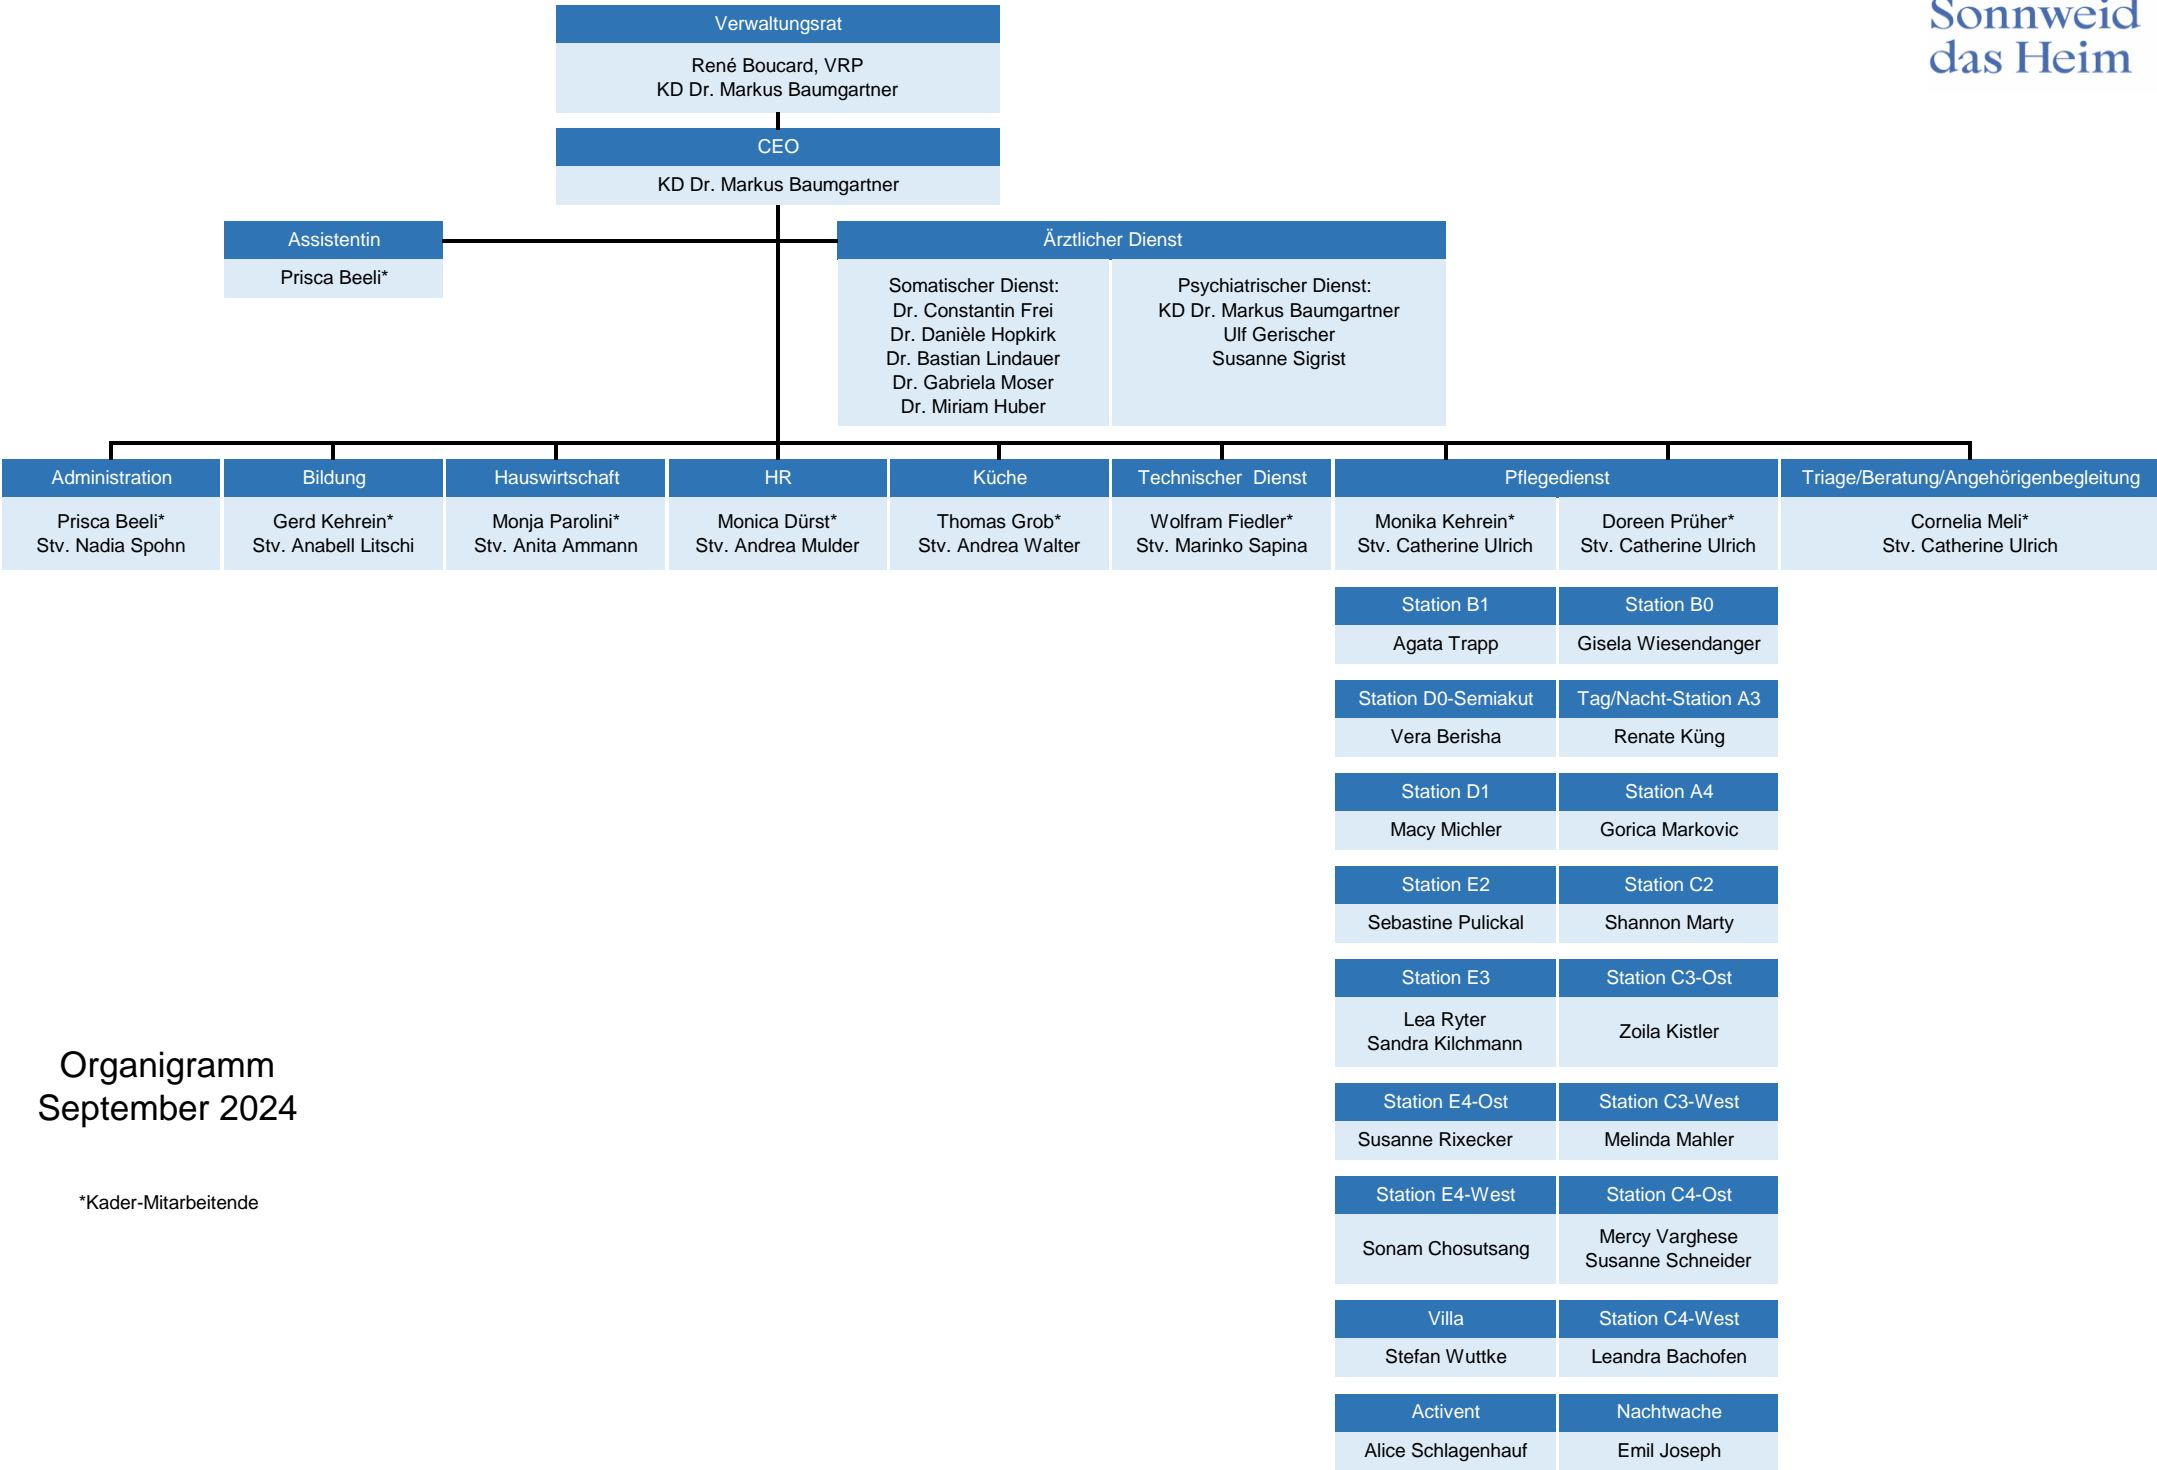 Sonnweid
das Heim
Verwaltungsrat
René Boucard, VRP
KD Dr. Markus Baumgartner
CEO
KD Dr. Markus Baumgartner
Assistentin
Prisca Beeli*
Ärztlicher Dienst
Somatischer Dienst:
Dr. Constantin Frei
Dr. Danièle Hopkirk
Dr. Bastian Lindauer
Dr. Gabriela Moser
Dr. Miriam Huber
Psychiatrischer Dienst:
KD Dr. Markus Baumgartner
Ulf Gerischer
Susanne Sigrist
Administration
Prisca Beeli*
Stv. Nadia Spohn
Bildung
Gerd Kehrein*
Stv. Anabell Litschi
Hauswirtschaft
Monja Parolini*
Stv. Anita Ammann
HR
Monica Dürst*
Stv. Andrea Mulder
Küche
Thomas Grob*
Stv. Andrea Walter
Technischer  Dienst
Wolfram Fiedler*
Stv. Marinko Sapina
Pflegedienst
Monika Kehrein*
Stv. Catherine Ulrich
Doreen Prüher*
Stv. Catherine Ulrich
Triage/Beratung/Angehörigenbegleitung
Cornelia Meli*
Stv. Catherine Ulrich
Station B1
Agata Trapp
Station B0
Gisela Wiesendanger
Station D0-Semiakut
Vera Berisha
Tag/Nacht-Station A3
Renate Küng
Station D1
Macy Michler
Station A4
Gorica Markovic
Station E2
Sebastine Pulickal
Station C2
Shannon Marty
Station E3
Lea Ryter
Sandra Kilchmann
Station C3-Ost
Zoila Kistler
Station E4-Ost
Susanne Rixecker
Station C3-West
Melinda Mahler
Station E4-West
Sonam Chosutsang
Station C4-Ost
Mercy Varghese
Susanne Schneider
Villa
Stefan Wuttke
Station C4-West
Leandra Bachofen
Activent
Alice Schlagenhauf
Nachtwache
Emil Joseph
Organigramm
September 2024
*Kader-Mitarbeitende